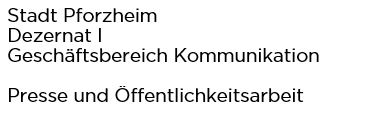 Stadt Pforzheim
Dezernat I
Geschäftsbereich Kommunikation
Presse und Öffentlichkeitsarbeit